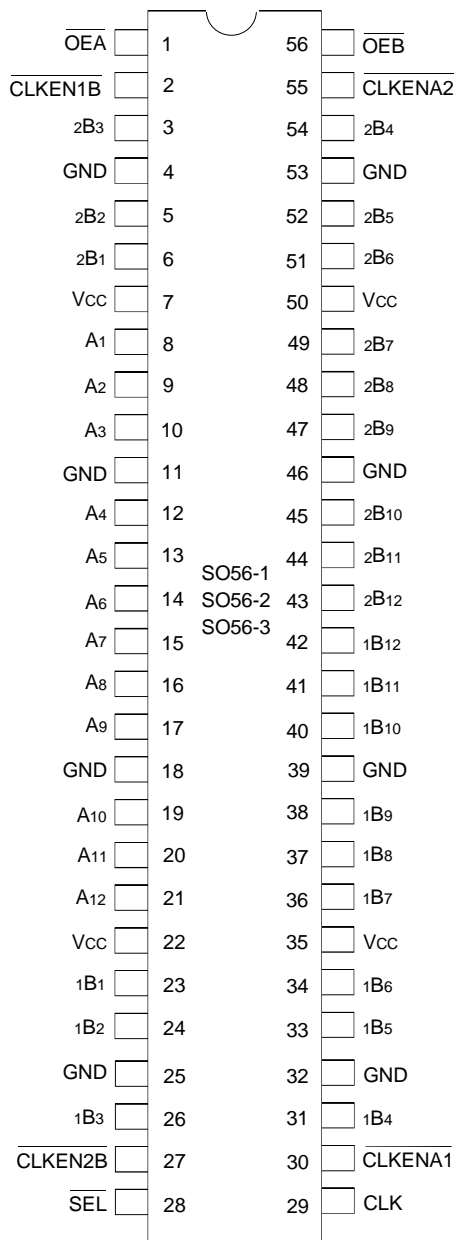 OEA 1 56 OEB
CLKEN1B 2 55 CLKENA2
2B3 3 54 2B4
GND 4 53 GND
2B2 5 52 2B5
2B1 6 51 2B6
VCC 7 50 VCC
A1 8 49 2B7
A2 9 48 2B8
A3 10 47 2B9
GND 11 46 GND
A4 12 45 2B10
A5 13 44 2B11
SO56-1
A6 14 SO56-2 43 2B12
SO56-3
A7 15 42 1B12
A8 16 41 1B11
A9 17 40 1B10
GND 18 39 GND
A10 19 38 1B9
A11 20 37 1B8
A12 21 36 1B7
VCC 22 35 VCC
1B1 23 34 1B6
1B2 24 33 1B5
GND 25 32 GND
1B3 26 31 1B4
CLKEN2B 27 30 CLKENA1
SEL 28 29 CLK